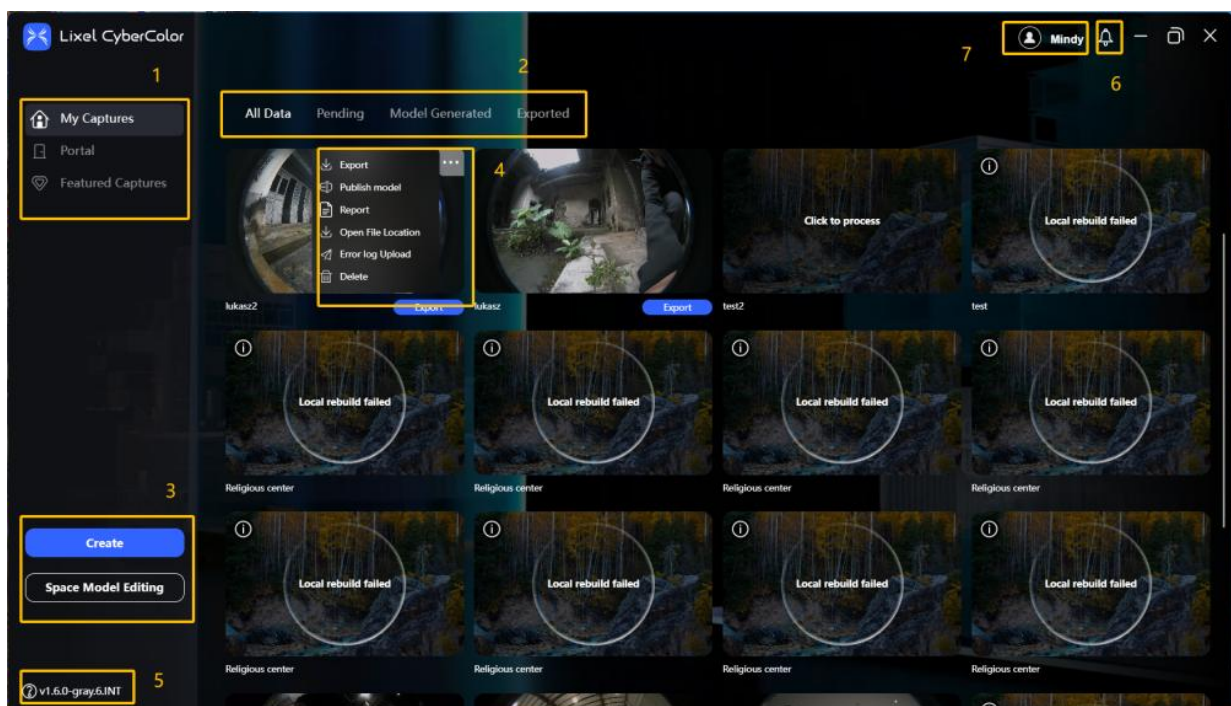 Lixel CyberColor
Mindy
7
6
1
2
My Captures
Portal
Featured Captures
All Data Pending Model Generated Exported
4
Export
Publish model
Report
Open File Location
Error log Upload
Delete
Click to process
Local rebuild failed
lukasz2 Export lukasz Export test2 test
Local rebuild failed Local rebuild failed Local rebuild failed Local rebuild failed
Religious center Religious center Religious center Religious center
3
Create
Space Model Editing
Local rebuild failed Local rebuild failed Local rebuild failed Local rebuild failed
Religious center Religious center Religious center Religious center
5
v1.6.0-gray.6.INT